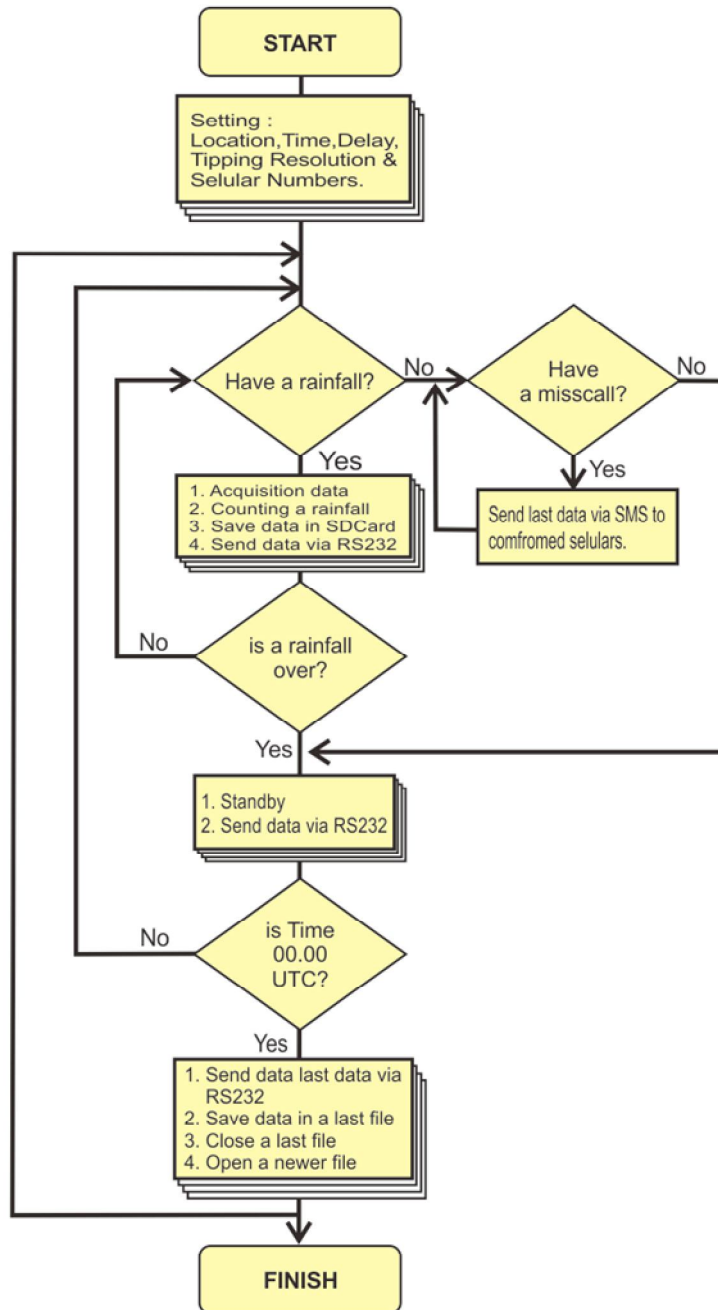 START
Setting :
Location,Time,Delay,
Tipping Resolution &
Selular Numbers.
Have a rainfall?
No
Have
a misscall?
No
Yes
Yes
1. Acquisition data
2. Counting a rainfall
3. Save data in SDCard
4. Send data via RS232
Send last data via SMS to
comfromed selulars.
No
is a rainfall
over?
Yes
1. Standby
2. Send data via RS232
No
is Time
00.00
UTC?
Yes
1. Send data last data via
RS232
2. Save data in a last file
3. Close a last file
4. Open a newer file
FINISH